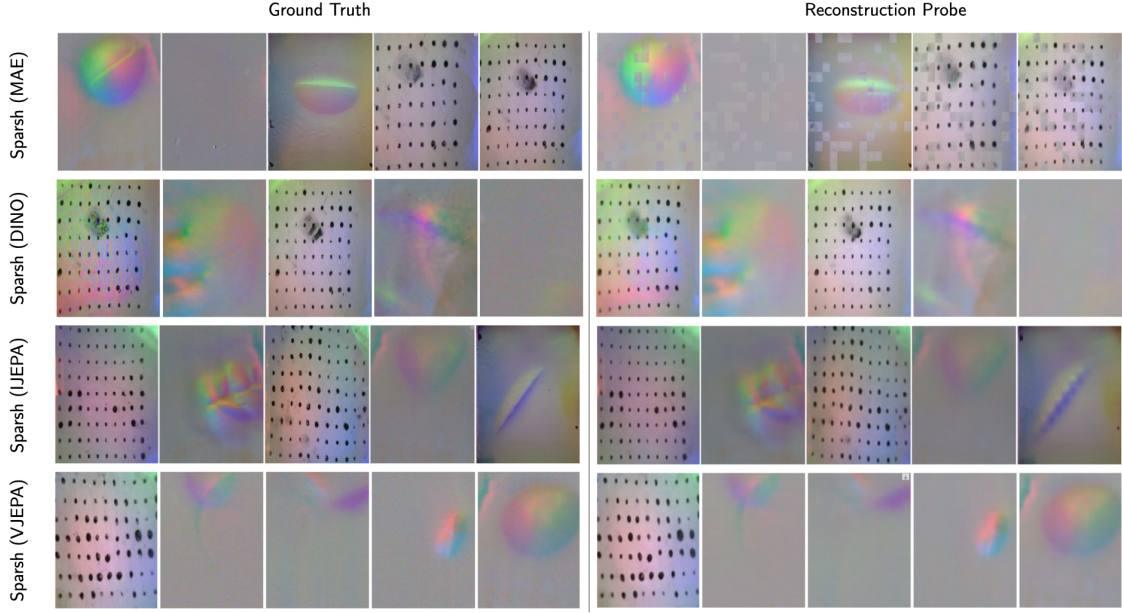 Ground Truth
Reconstruction Probe
Sparsh (MAE)
Sparsh (DINO)
Sparsh (IJEPA)
Sparsh (VJEPA)